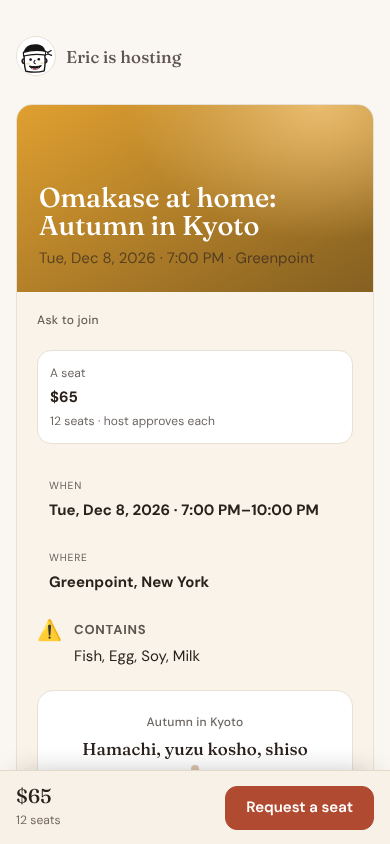 Eric is hosting
Omakase at home:
Autumn in Kyoto
Tue, Dec 8, 2026 · 7:00 PM · Greenpoint
Ask to join
A seat
$65
12 seats · host approves each
WHEN
Tue, Dec 8, 2026 · 7:00 PM–10:00 PM
WHERE
Greenpoint, New York
CONTAINS
Fish, Egg, Soy, Milk
Autumn in Kyoto
Hamachi, yuzu kosho, shiso
$65
12 seats
Request a seat